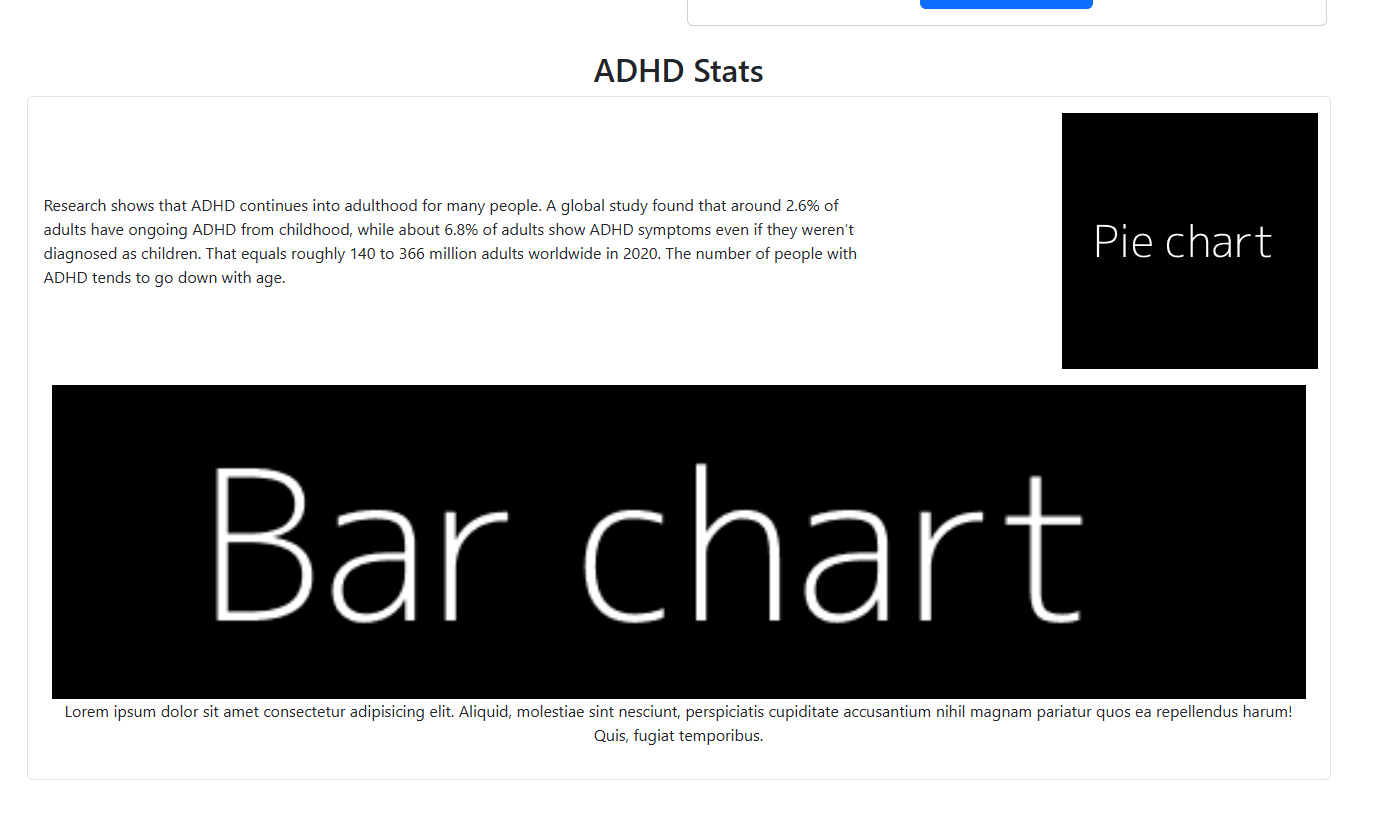 ADHD Stats
Research shows that ADHD continues into adulthood for many people. A global study found that around 2.6% of
adults have ongoing ADHD from childhood, while about 6.8% of adults show ADHD symptoms even if they weren’t
diagnosed as children. That equals roughly 140 to 366 million adults worldwide in 2020. The number of people with
ADHD tends to go down with age.
Pie chart
Bar chart
Lorem ipsum dolor sit amet consectetur adipisicing elit. Aliquid, molestiae sint nesciunt, perspiciatis cupiditate accusantium nihil magnam pariatur quos ea repellendus harum!
Quis, fugiat temporibus.